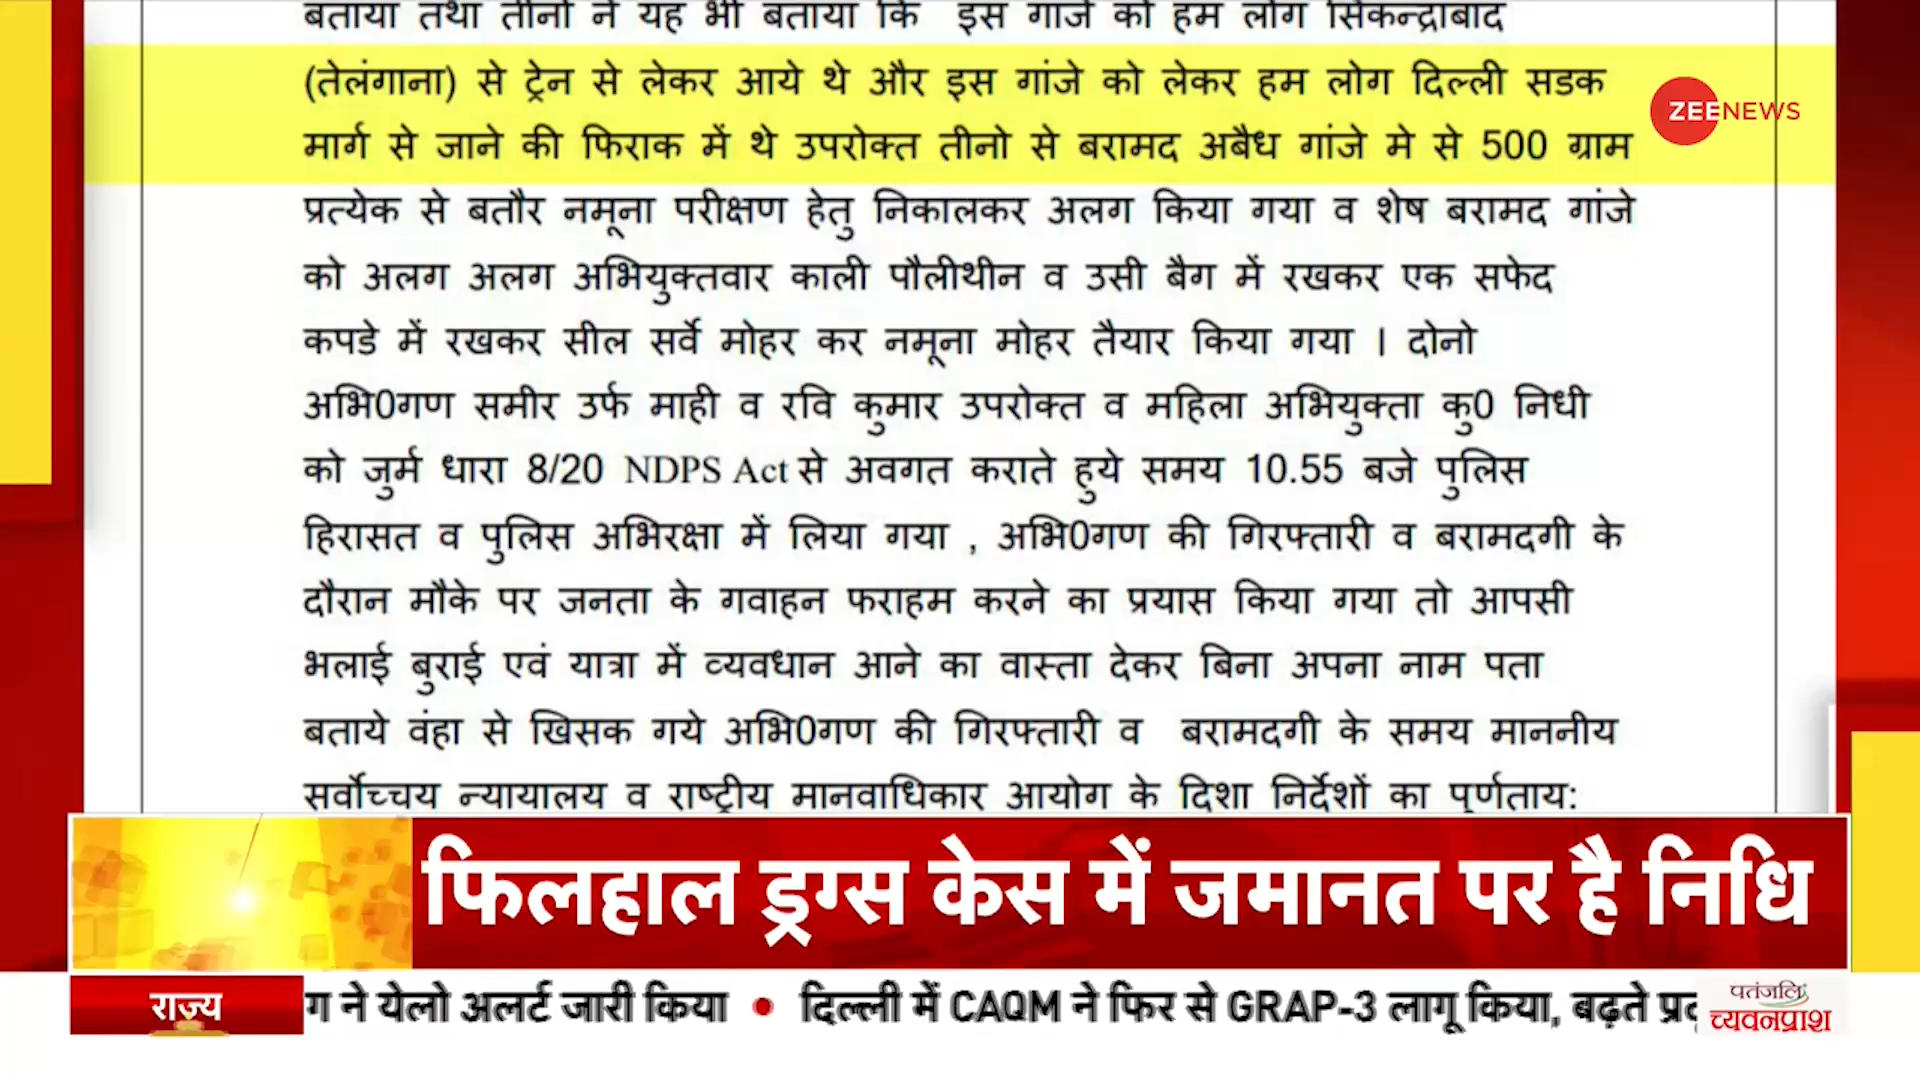 बताया तथा तीनो ने यह भी बताया कि इस गांजे को हम लोग सिकन्द्राबाद
(तेलंगाना) से ट्रेन से लेकर आये थे और इस गांजे को लेकर हम लोग दिल्ली सडक
मार्ग से जाने की फिराक में थे उपरोक्त तीनो से बरामद अबैध गांजे मे से 500 ग्राम
प्रत्येक से बतौर नमूना परीक्षण हेतु निकालकर अलग किया गया व शेष बरामद गांजे
को अलग अलग अभियुक्तवार काली पौलीथीन व उसी बैग में रखकर एक सफेद
कपडे में रखकर सील सर्वे मोहर कर नमूना मोहर तैयार किया गया । दोनो
अभि0गण समीर उर्फ माही व रवि कुमार उपरोक्त व महिला अभियुक्ता कु0 निधी
को जुर्म धारा 8/20 NDPS Act से अवगत कराते हुये समय 10.55 बजे पुलिस
हिरासत व पुलिस अभिरक्षा में लिया गया , अभि0गण की गिरफ्तारी व बरामदगी के
दौरान मौके पर जनता के गवाहन फराहम करने का प्रयास किया गया तो आपसी
भलाई बुराई एवं यात्रा में व्यवधान आने का वास्ता देकर बिना अपना नाम पता
बताये वंहा से खिसक गये अभि0गण की गिरफ्तारी व बरामदगी के समय माननीय
सर्वोच्चय न्यायालय व राष्ट्रीय मानवाधिकार आयोग के दिशा निर्देशों का पूर्णताय:
ZEENEWS
फिलहाल ड्रग्स केस में जमानत पर है निधि
राज्य
ग ने येलो अलर्ट जारी किया • दिल्ली में CAQM ने फिर से GRAP-3 लागू किया, बढ़ते
पतंजलि
च्यवनप्राश